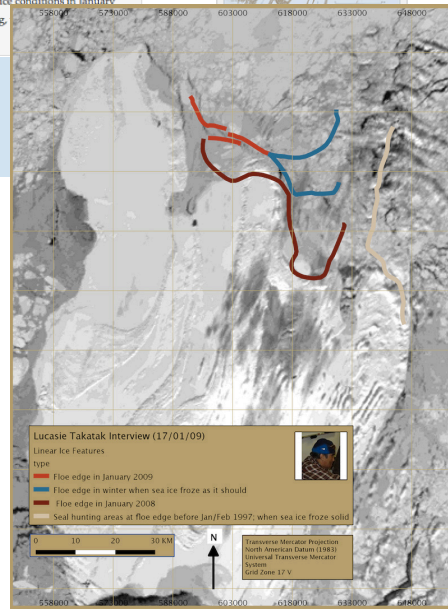 ice conditions in January
558000 573000 588000 603000 618000 633000 648000
Lucasie Takatak Interview (17/01/09)
Linear Ice Features
type
Floe edge in January 2009
Floe edge in winter when sea ice froze as it should
Floe edge in January 2008
Seal hunting areas at floe edge before Jan/Feb 1997; when sea ice froze solid
0 10 20 30 KM
N
Transverse Mercator Projection
North American Datum (1983)
Universal Transverse Mercator
System
Grid Zone 17 V
558000 573000 588000 603000 618000 633000 648000